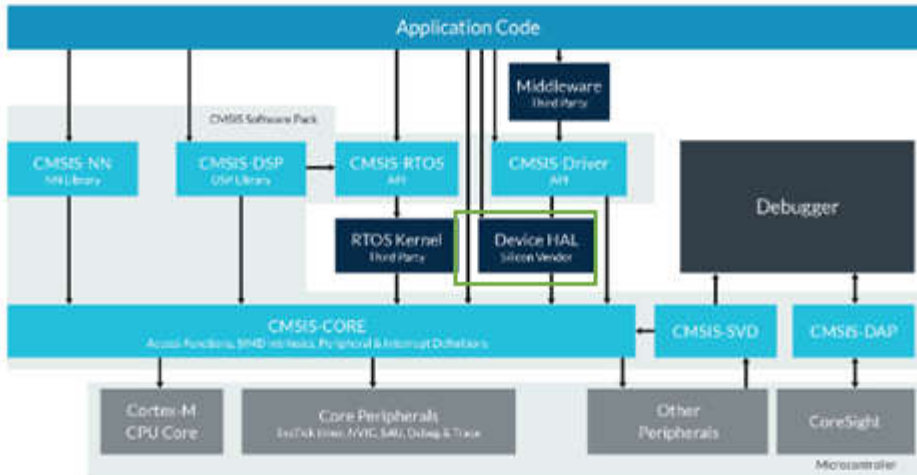 Application Code
Middleware
Third Party
CMSIS Software Pack
CMSIS-NN
NN Library
CMSIS-DSP
DSP Library
CMSIS-RTOS
API
CMSIS-Driver
API
Debugger
RTOS Kernel
Third Party
Device HAL
Silicon Vendor
CMSIS-CORE
Access Functions, SIMD Intrinsics, Peripheral & Interrupt Definitions
CMSIS-SVD
CMSIS-DAP
Cortex-M
CPU Core
Core Peripherals
SysTick timer, NVIC, SAU, Debug & Trace
Other
Peripherals
CoreSight
Microcontroller